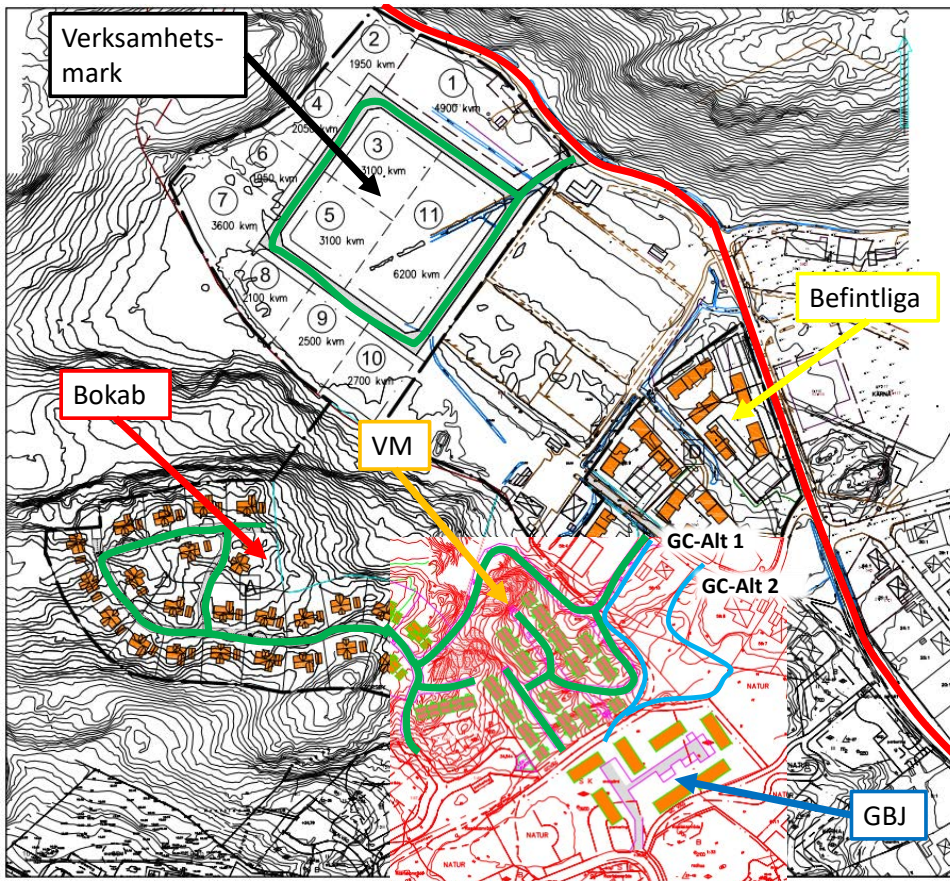 Verksamhets-
mark
2
1950 kvm
1
4900 kvm
4
2050 kvm
3
3100 kvm
6
1950 kvm
7
3600 kvm
5
3100 kvm
11
6200 kvm
8
2100 kvm
9
2500 kvm
10
2700 kvm
Befintliga
KÄRNA
Bokab
VM
D
GC-Alt 1
GC-Alt 2
A
NATUR
NATUR
NATUR
NATUR
GBJ